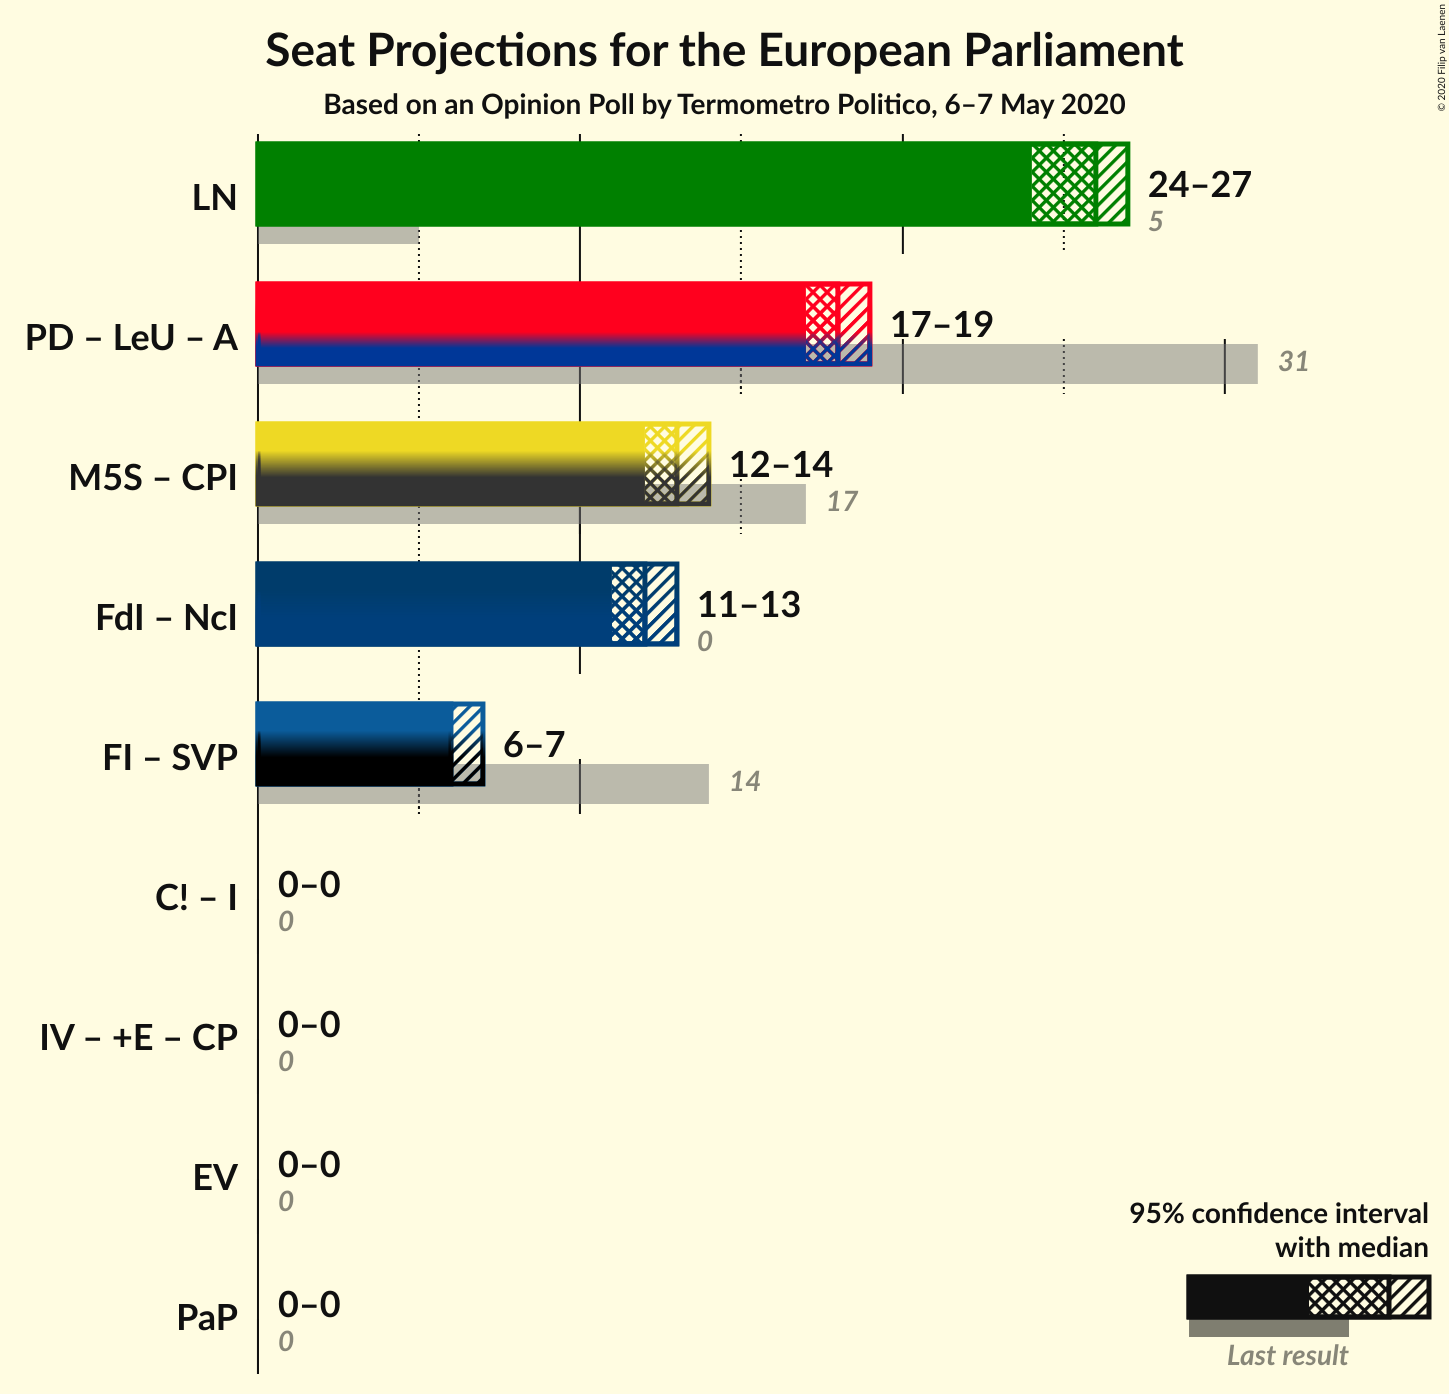 Seat Projections for the European Parliament
Based on an Opinion Poll by Termometro Politico, 6–7 May 2020
© 2020 Filip van Laenen
LN
24–27
5
PD – LeU – A
17–19
31
M5S – CPI
12–14
17
FdI – NcI
11–13
0
FI – SVP
6–7
14
C! – I
0–0
0
IV – +E – CP
0–0
0
EV
0–0
0
PaP
0–0
0
95% confidence interval
with median
Last result